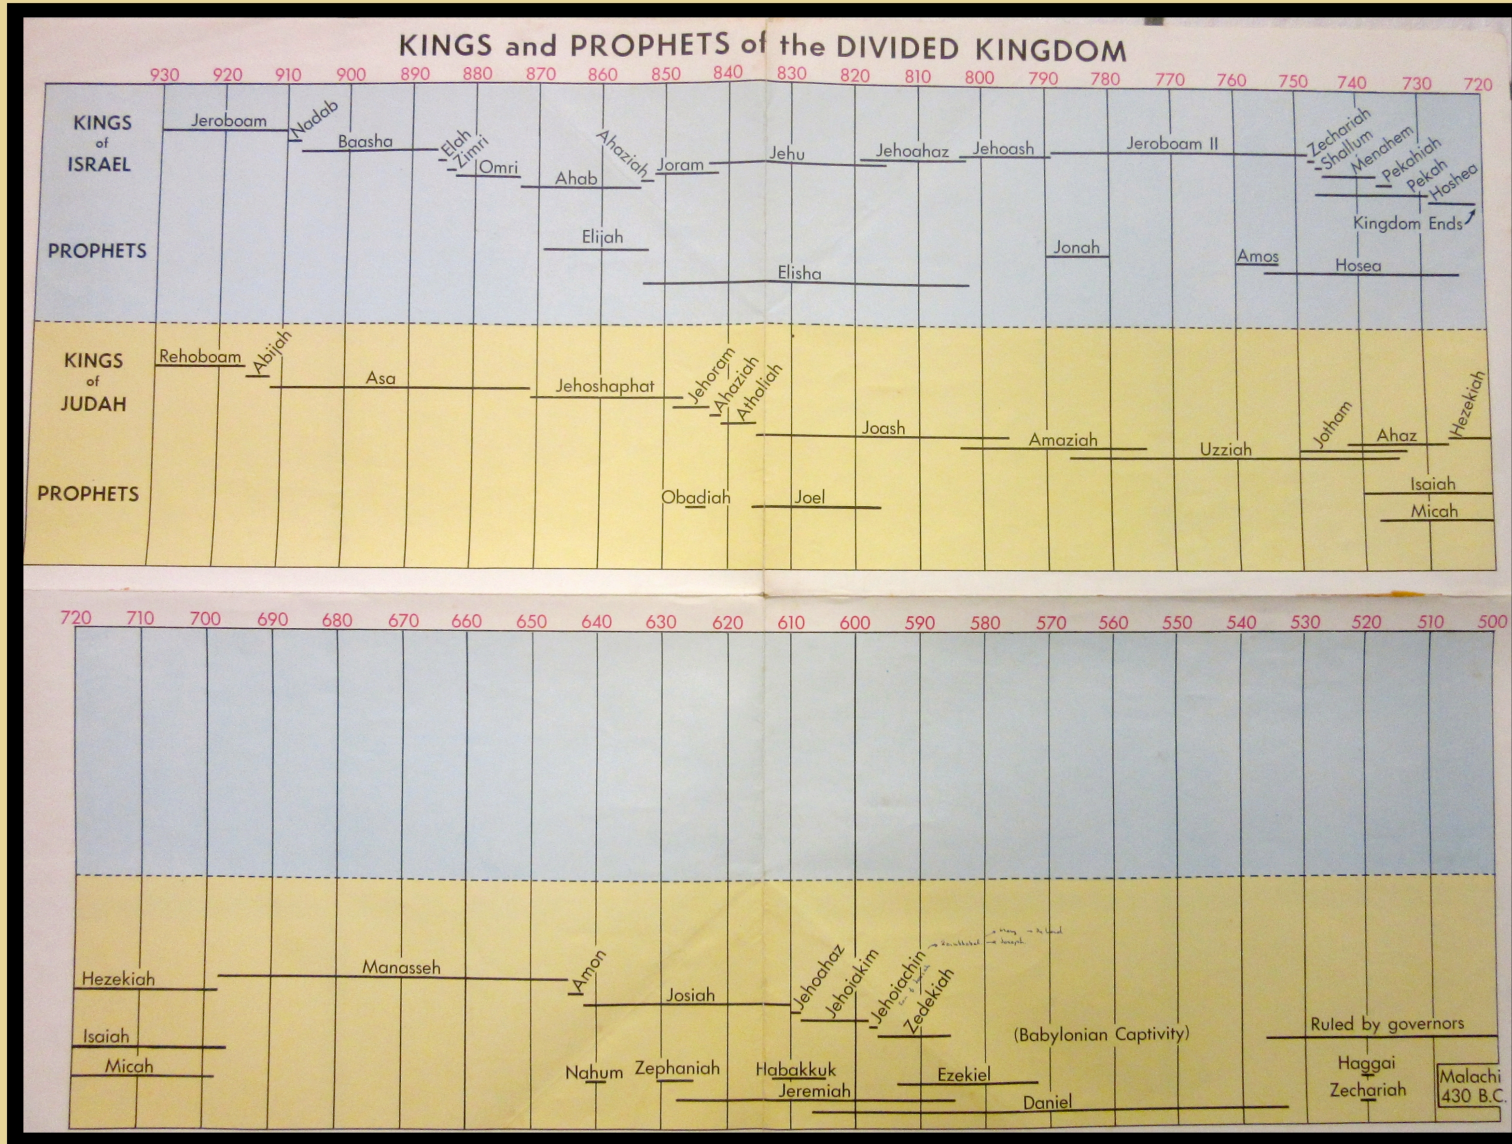 KINGS and PROPHETS of the DIVIDED KINGDOM
930 920 910 900 890 880 870 860 850 840 830 820 810 800 790 780 770 760 750 740 730 720
KINGS
of
ISRAEL
Jeroboam
Nadab
Baasha
Elah
Zimri
Omri
Ahab
Ahaziah
Joram
Jehu
Jehoahaz
Jehoash
Jeroboam II
Zechariah
Shallum
Menahem
Pekahiah
Pekah
Hoshea
Kingdom Ends
PROPHETS
Elijah
Elisha
Jonah
Amos
Hosea
KINGS
of
JUDAH
Rehoboam
Abijah
Asa
Jehoshaphat
Jehoram
Ahaziah
Athaliah
Joash
Amaziah
Uzziah
Jotham
Ahaz
Hezekiah
PROPHETS
Obadiah
Joel
Isaiah
Micah
720 710 700 690 680 670 660 650 640 630 620 610 600 590 580 570 560 550 540 530 520 510 500
Hezekiah
Manasseh
Amon
Josiah
Jehoahaz
Jehoiakim
Jehoiachin
Zedekiah
(Babylonian Captivity)
Ruled by governors
Isaiah
Micah
Nahum
Zephaniah
Habakkuk
Jeremiah
Ezekiel
Daniel
Haggai
Zechariah
Malachi
430 B.C.